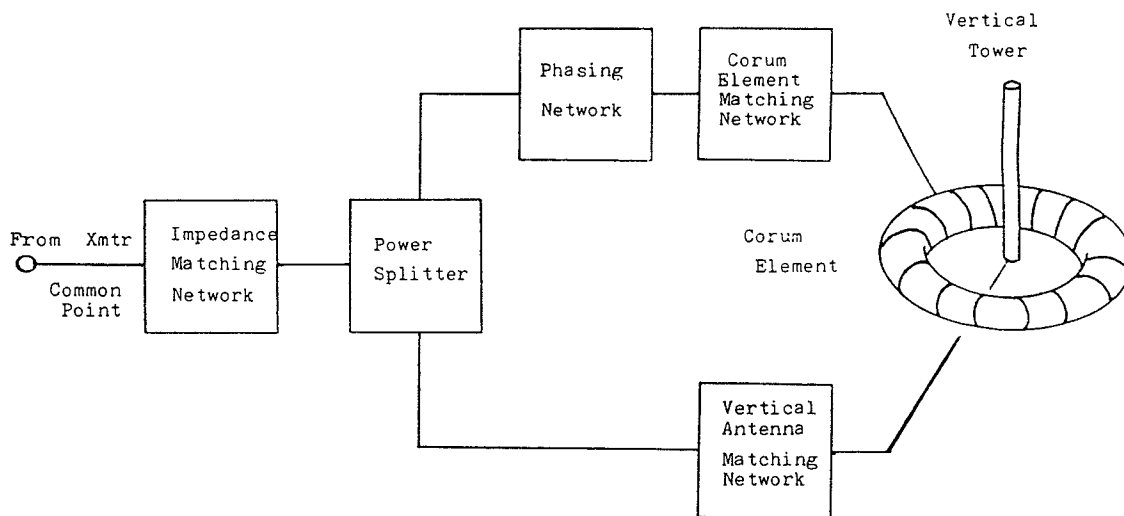 Vertical
Tower
Phasing
Network
Corum
Element
Matching
Network
From Xmtr
Common
Point
Impedance
Matching
Network
Power
Splitter
Corum
Element
Vertical
Antenna
Matching
Network